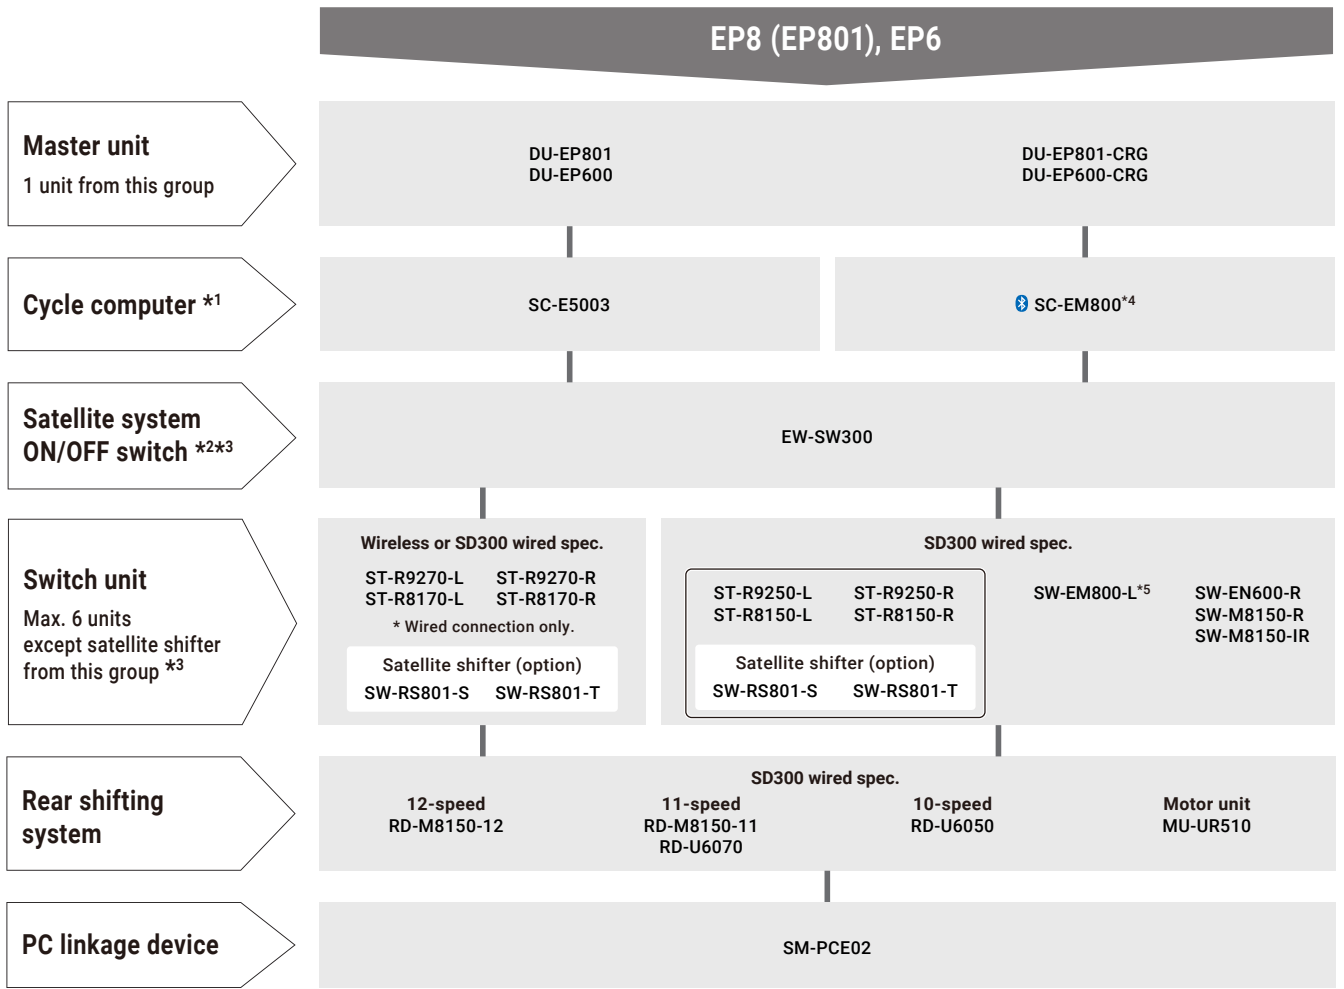 EP8 (EP801), EP6
Master unit
1 unit from this group
DU-EP801
DU-EP600
DU-EP801-CRG
DU-EP600-CRG
Cycle computer *1
SC-E5003
SC-EM800*4
Satellite system
ON/OFF switch *2*3
EW-SW300
Switch unit
Max. 6 units
except satellite shifter
from this group *3
Wireless or SD300 wired spec.
ST-R9270-L ST-R9270-R
ST-R8170-L ST-R8170-R
* Wired connection only.
Satellite shifter (option)
SW-RS801-S SW-RS801-T
SD300 wired spec.
ST-R9250-L ST-R9250-R
ST-R8150-L ST-R8150-R
Satellite shifter (option)
SW-RS801-S SW-RS801-T
SW-EM800-L*5
SW-EN600-R
SW-M8150-R
SW-M8150-IR
Rear shifting
system
SD300 wired spec.
12-speed
RD-M8150-12
11-speed
RD-M8150-11
RD-U6070
10-speed
RD-U6050
Motor unit
MU-UR510
PC linkage device
SM-PCE02